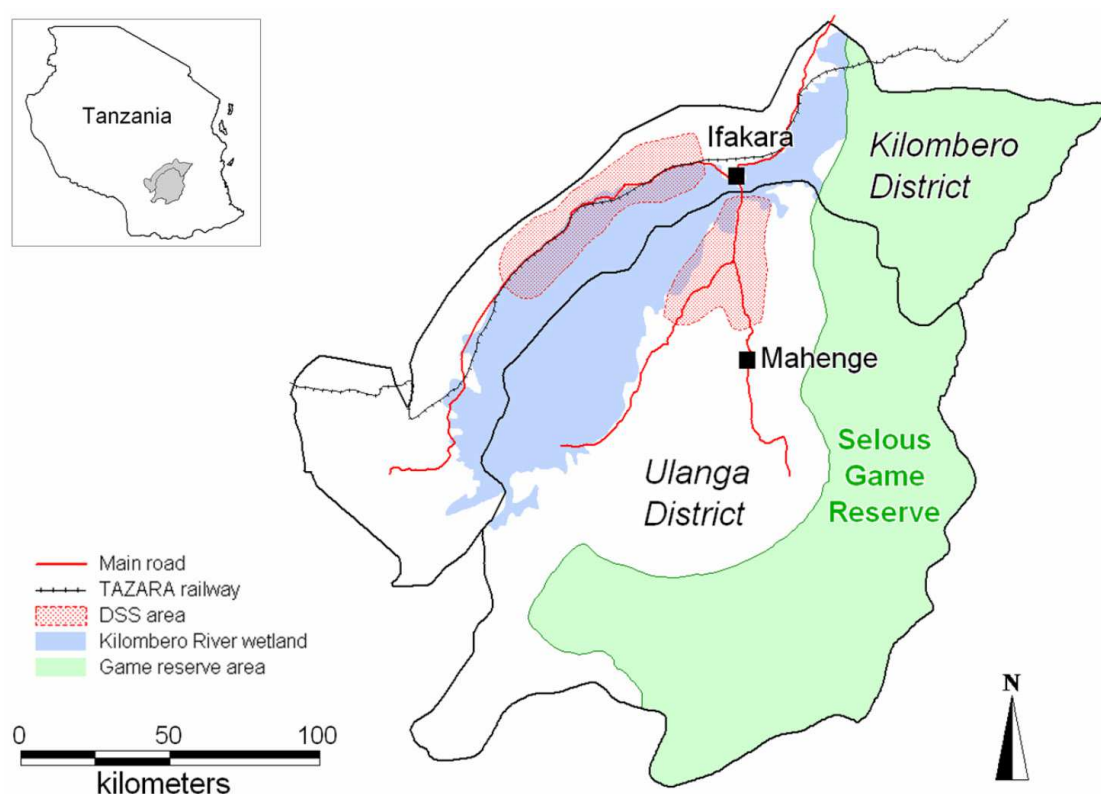 Tanzania
Ifakara
Kilombero
District
Mahenge
Ulanga
District
Selous
Game
Reserve
Main road
TAZARA railway
DSS area
Kilombero River wetland
Game reserve area
0 50 100
kilometers
N